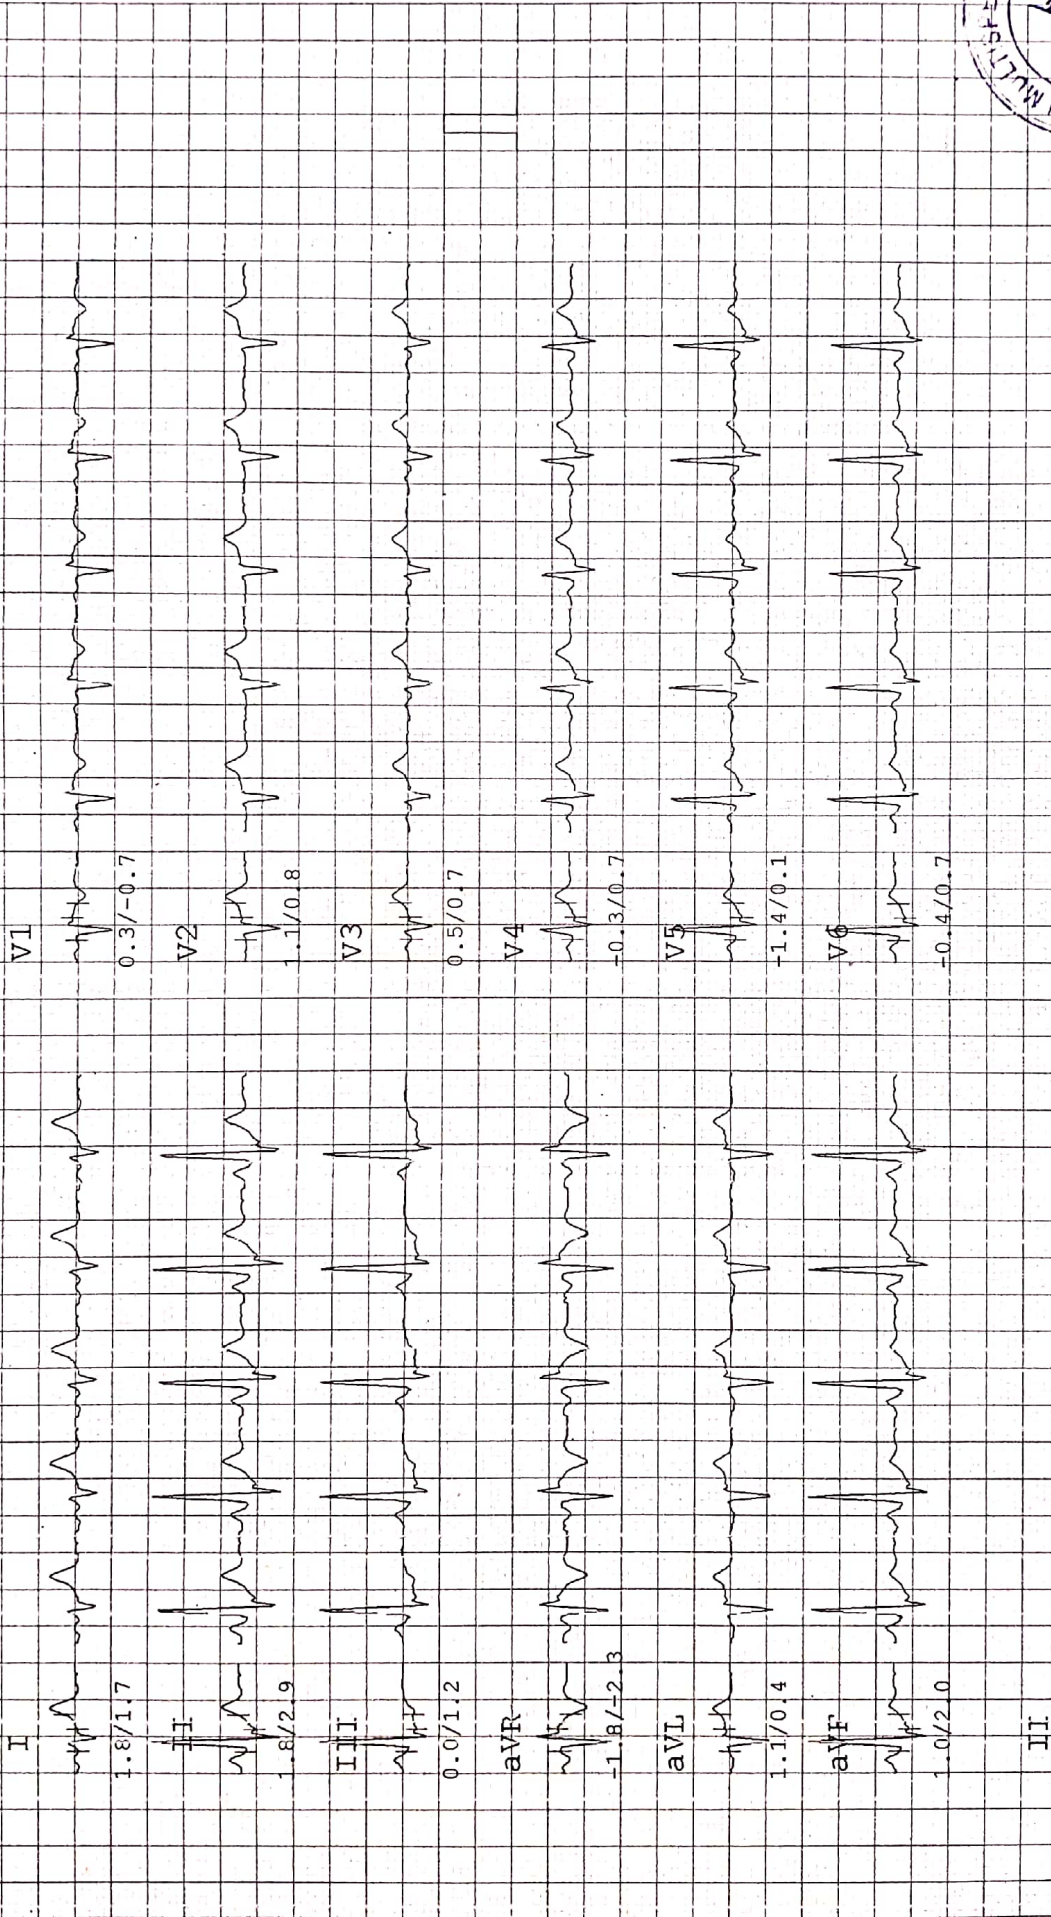 I
1.8/1.7
II
1.8/2.9
III
0.0/1.2
aVR
-1.8/-2.3
aVL
1.1/0.4
aVF
1.0/2.0
II
V1
0.3/-0.7
V2
1.1/0.8
V3
0.5/0.7
V4
-0.3/0.7
V5
-1.4/0.1
V6
-0.4/0.7